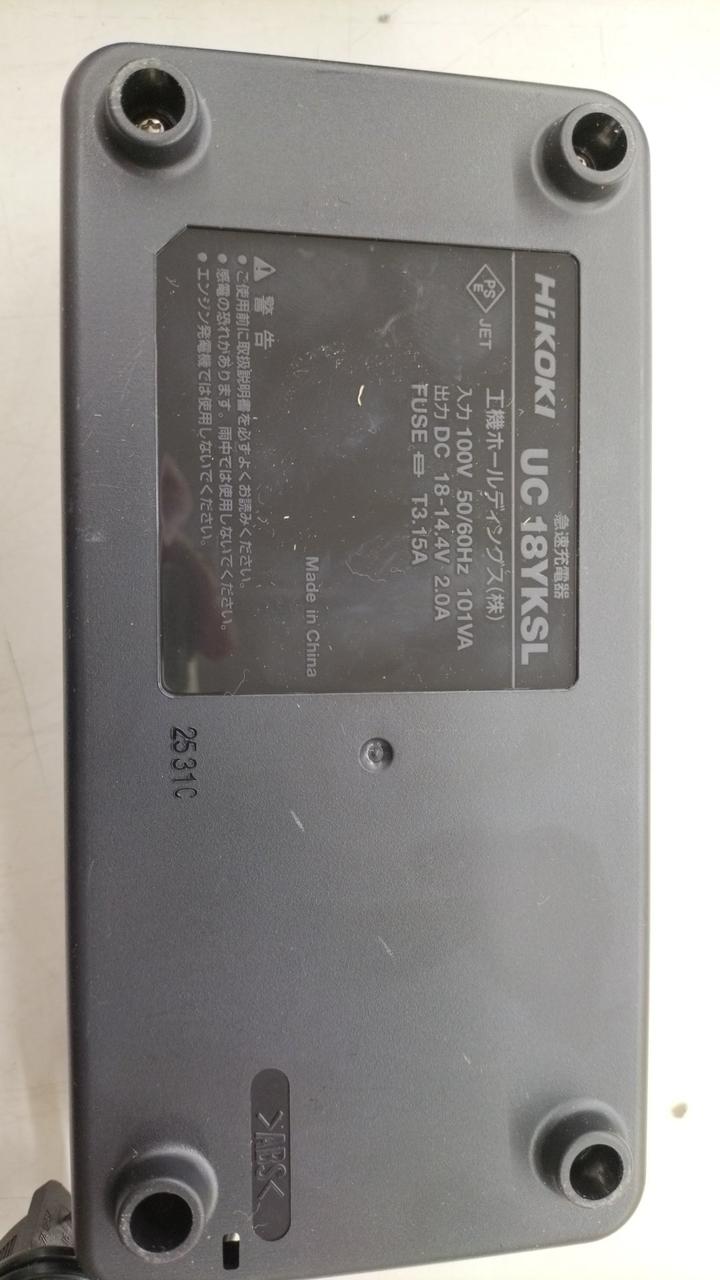 急速充電器
HiKOKI UC 18YKSL
工機ホールディングス(株)
入力 100V 50/60Hz 101VA
出力 DC 18-14.4V 2.0A
FUSE T3.15A
PS
E
JET
Made in China
警告
●ご使用前に取扱説明書を必ずよくお読みください。
●感電の恐れがあります。雨中では使用しないでください。
●エンジン発電機では使用しないでください。
2531C
>ABS<